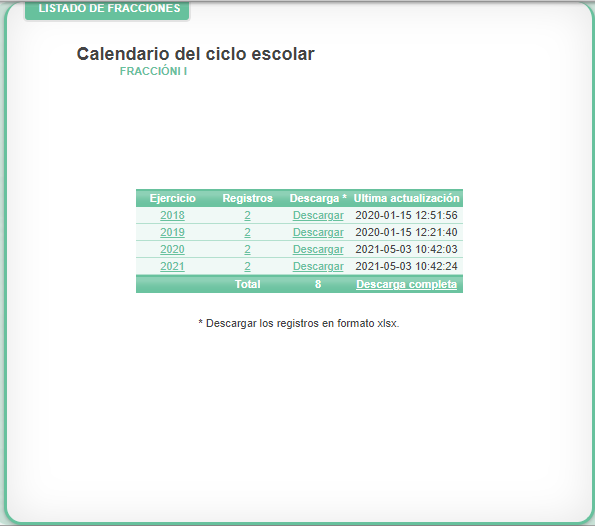 LISTADO DE FRACCIONES
Calendario del ciclo escolar
FRACCIÓNI I
Ejercicio Registros Descarga * Ultima actualización
2018 2 Descargar 2020-01-15 12:51:56
2019 2 Descargar 2020-01-15 12:21:40
2020 2 Descargar 2021-05-03 10:42:03
2021 2 Descargar 2021-05-03 10:42:24
Total 8 Descarga completa
* Descargar los registros en formato xlsx.